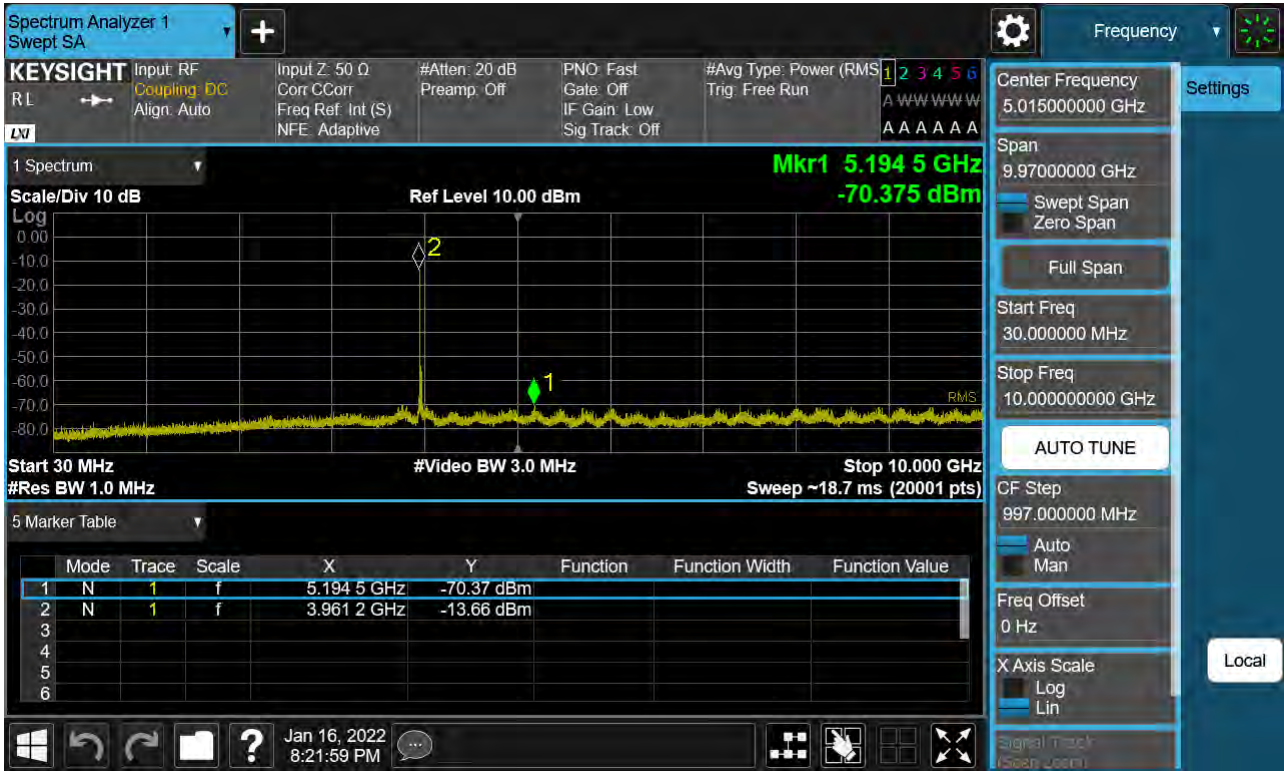 Spectrum Analyzer 1
Swept SA
Frequency
KEYSIGHT
RL
LXI
Input: RF
Coupling: DC
Align: Auto
Input Z: 50 Ω
Corr CCorr
Freq Ref: Int (S)
NFE: Adaptive
#Atten: 20 dB
Preamp: Off
PNO: Fast
Gate: Off
IF Gain: Low
Sig Track: Off
#Avg Type: Power (RMS
Trig: Free Run
1 2 3 4 5 6
A W W W W W
A A A A A A
1 Spectrum
Mkr1 5.194 5 GHz
-70.375 dBm
Scale/Div 10 dB
Ref Level 10.00 dBm
Log
0.00
-10.0
-20.0
-30.0
-40.0
-50.0
-60.0
-70.0
-80.0
2
1
RMS
Start 30 MHz
#Video BW 3.0 MHz
Stop 10.000 GHz
#Res BW 1.0 MHz
Sweep ~18.7 ms (20001 pts)
5 Marker Table
Mode Trace Scale X Y Function Function Width Function Value
1 N 1 f 5.194 5 GHz -70.37 dBm
2 N 1 f 3.961 2 GHz -13.66 dBm
3
4
5
6
?
Jan 16, 2022
8:21:59 PM
Center Frequency
5.015000000 GHz
Span
9.97000000 GHz
Swept Span
Zero Span
Full Span
Start Freq
30.000000 MHz
Stop Freq
10.000000000 GHz
AUTO TUNE
CF Step
997.000000 MHz
Auto
Man
Freq Offset
0 Hz
X Axis Scale
Log
Lin
Signal Track
(Span Zoom)
Settings
Local